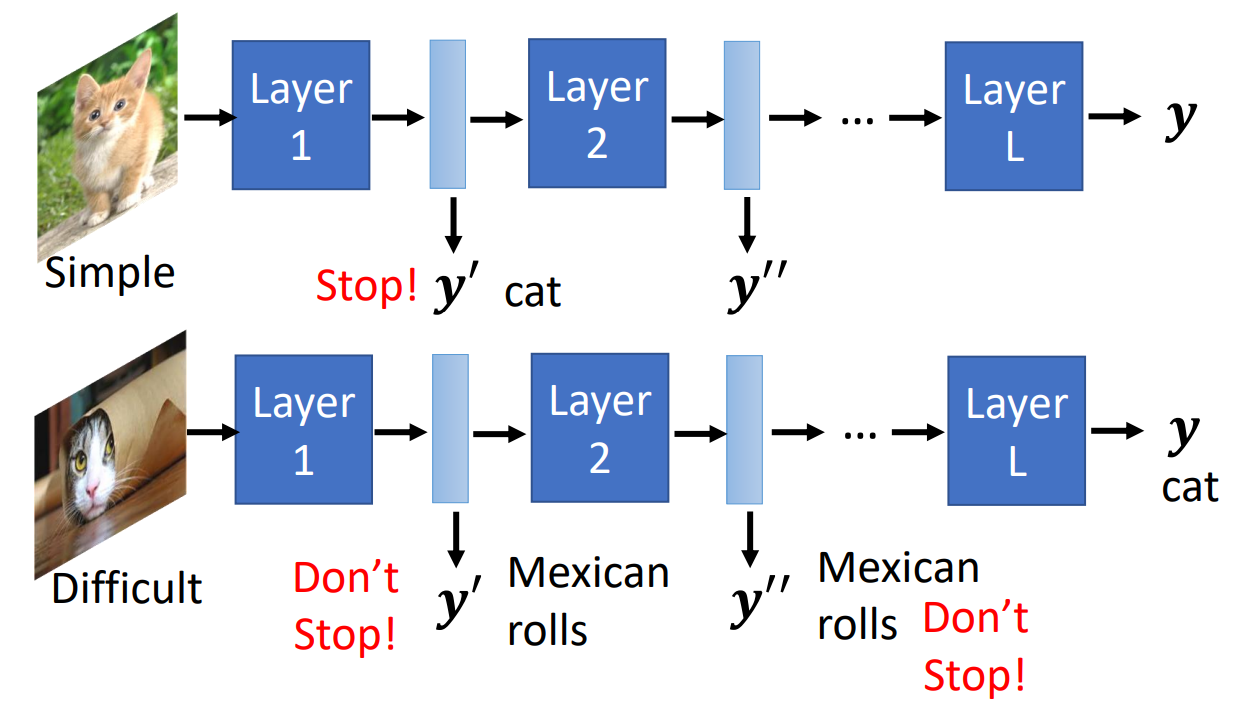 Layer
1
Layer
2
...
Layer
L
y
Simple
Stop! y′ cat
y′′
Layer
1
Layer
2
...
Layer
L
y
cat
Difficult
Don’t
Stop!
y′
Mexican
rolls
y′′
Mexican
rolls
Don’t
Stop!